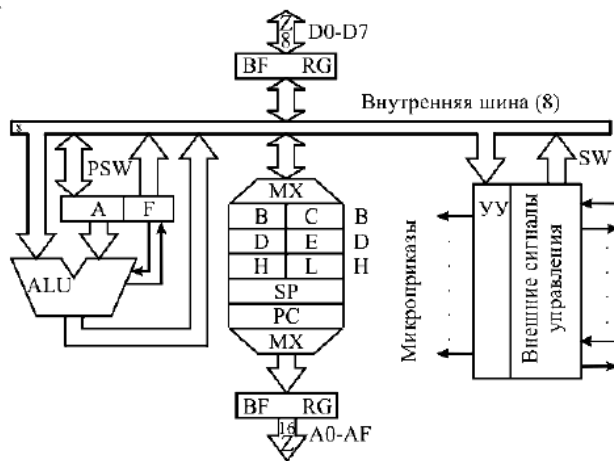 Z
8 D0-D7
BF RG
Внутренняя шина (8)
8
PSW
SW
A F
ALU
MX
B C B
D E D
H L H
SP
PC
MX
BF RG
16
Z A0-AF
Микроприказы
УУ
Внешние сигналы
управления